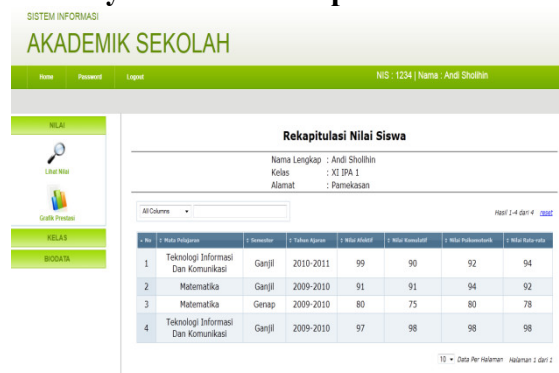 SISTEM INFORMASI
AKADEMIK SEKOLAH
Home Password Logout NIS : 1234 | Nama : Andi Sholihin
NILAI
Lihat Nilai
Grafik Prestasi
KELAS
BIODATA
Rekapitulasi Nilai Siswa
Nama Lengkap : Andi Sholihin
Kelas : XI IPA 1
Alamat : Pamekasan
All Columns
Hasil 1-4 dari 4 reset
No Mata Pelajaran Semester Tahun Ajaran Nilai Afektif Nilai Kumulatif Nilai Psikomotorik Nilai Rata-rata
1 Teknologi Informasi Dan Komunikasi Ganjil 2010-2011 99 90 92 94
2 Matematika Ganjil 2009-2010 91 91 94 92
3 Matematika Genap 2009-2010 80 75 80 78
4 Teknologi Informasi Dan Komunikasi Ganjil 2009-2010 97 98 98 98
10 Data Per Halaman Halaman 1 dari 1